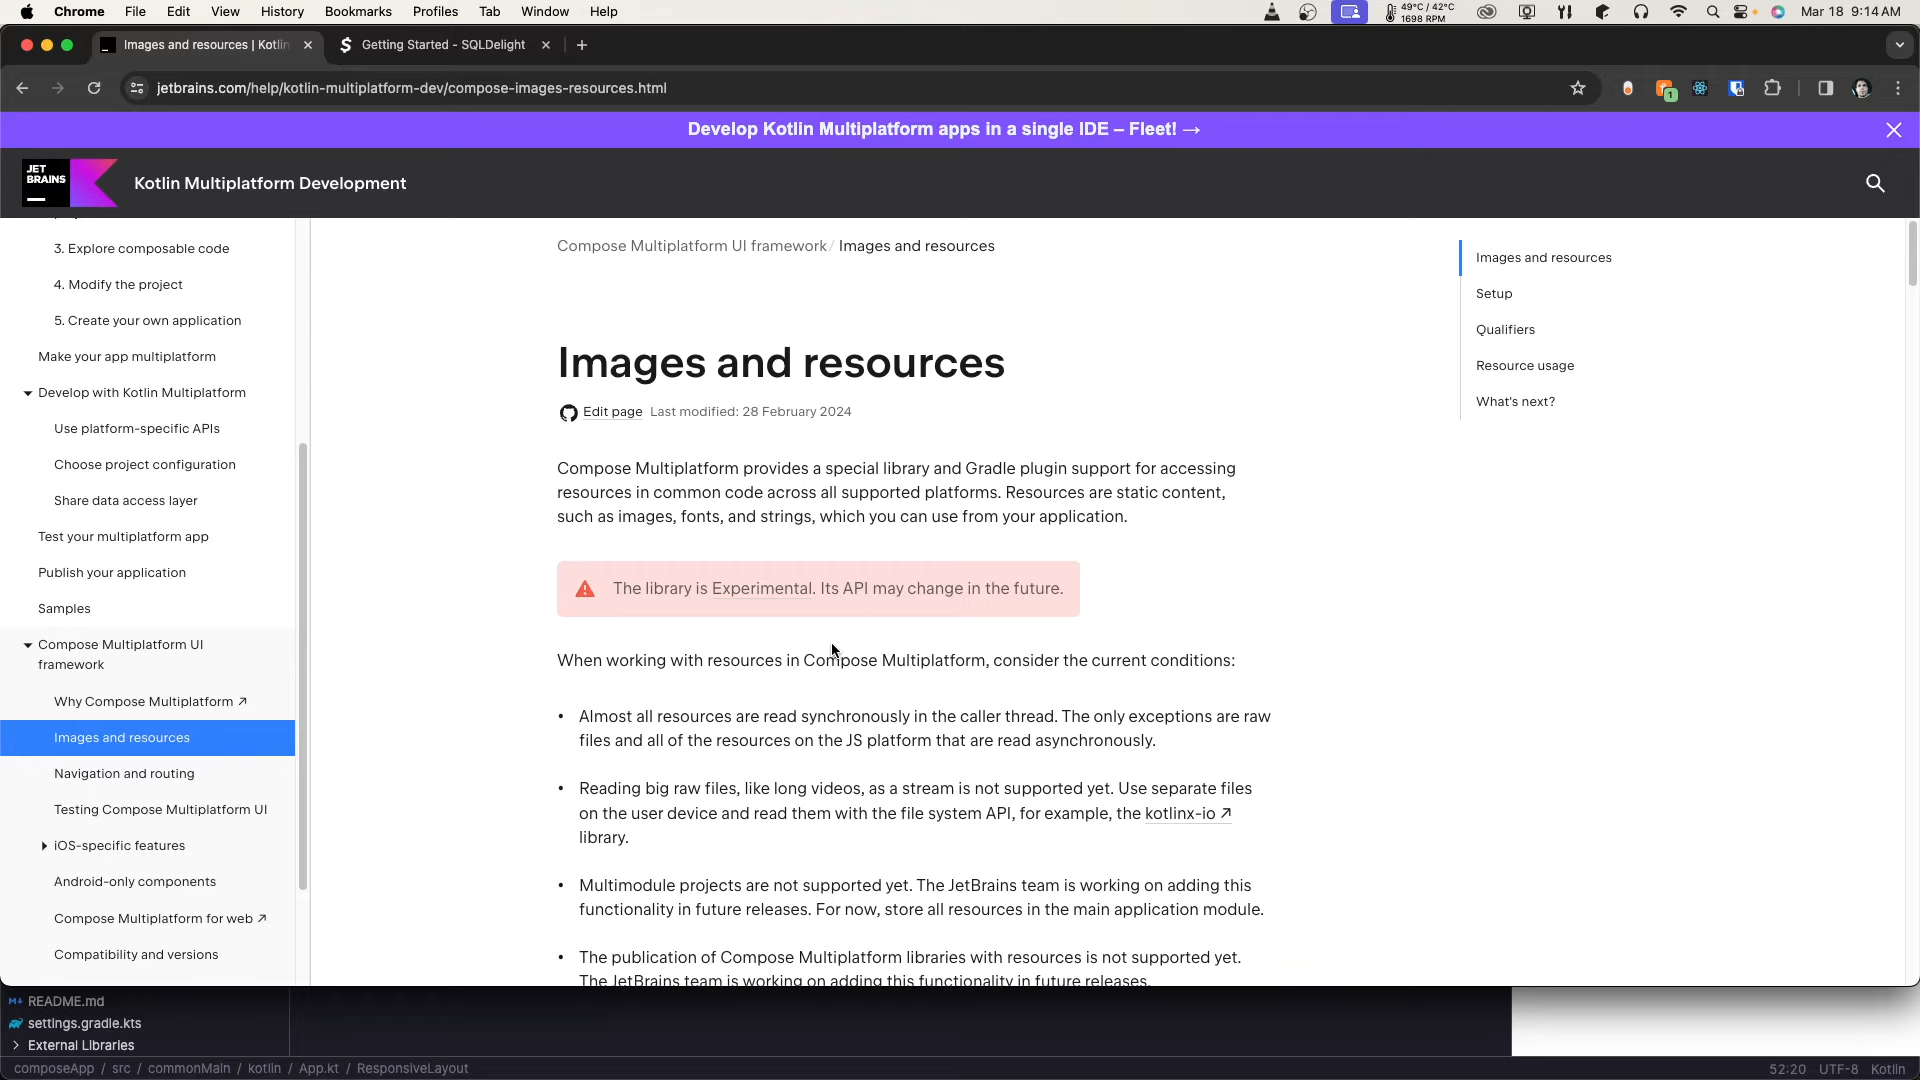 Chrome File Edit View History Bookmarks Profiles Tab Window Help
49°C / 42°C
1698 RPM
Mar 18 9:14 AM
Images and resources | Kotlin
Getting Started - SQLDelight
jetbrains.com/help/kotlin-multiplatform-dev/compose-images-resources.html
1
Develop Kotlin Multiplatform apps in a single IDE – Fleet! →
JET
BRAINS
Kotlin Multiplatform Development
3. Explore composable code
4. Modify the project
5. Create your own application
Make your app multiplatform
Develop with Kotlin Multiplatform
Use platform-specific APIs
Choose project configuration
Share data access layer
Test your multiplatform app
Publish your application
Samples
Compose Multiplatform UI
framework
Why Compose Multiplatform ↗
Images and resources
Navigation and routing
Testing Compose Multiplatform UI
iOS-specific features
Android-only components
Compose Multiplatform for web ↗
Compatibility and versions
Compose Multiplatform UI framework / Images and resources
Images and resources
Edit page Last modified: 28 February 2024
Compose Multiplatform provides a special library and Gradle plugin support for accessing
resources in common code across all supported platforms. Resources are static content,
such as images, fonts, and strings, which you can use from your application.
The library is Experimental. Its API may change in the future.
When working with resources in Compose Multiplatform, consider the current conditions:
• Almost all resources are read synchronously in the caller thread. The only exceptions are raw
files and all of the resources on the JS platform that are read asynchronously.
• Reading big raw files, like long videos, as a stream is not supported yet. Use separate files
on the user device and read them with the file system API, for example, the kotlinx-io ↗
library.
• Multimodule projects are not supported yet. The JetBrains team is working on adding this
functionality in future releases. For now, store all resources in the main application module.
• The publication of Compose Multiplatform libraries with resources is not supported yet.
The JetBrains team is working on adding this functionality in future releases.
Images and resources
Setup
Qualifiers
Resource usage
What's next?
README.md
settings.gradle.kts
External Libraries
composeApp / src / commonMain / kotlin / App.kt / ResponsiveLayout
52:20 UTF-8 Kotlin